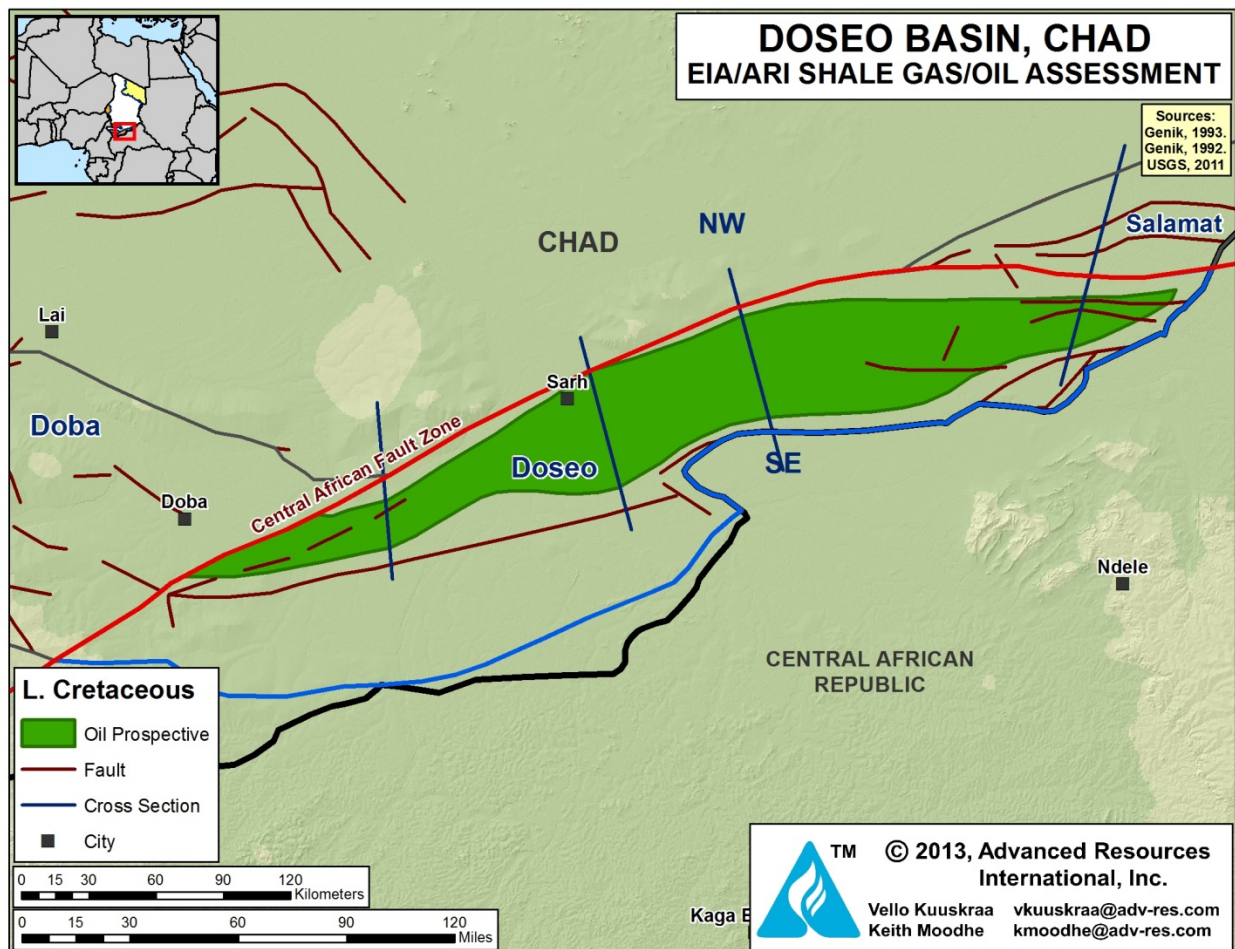 DOSEO BASIN, CHAD
EIA/ARI SHALE GAS/OIL ASSESSMENT
Sources:
Genik, 1993.
Genik, 1992.
USGS, 2011
NW
CHAD
Salamat
Lai
Sarh
Doba
Central African Fault Zone
Doseo
SE
Doba
Ndele
CENTRAL AFRICAN
REPUBLIC
L. Cretaceous
Oil Prospective
Fault
Cross Section
City
0 15 30 60 90 120
Kilometers
0 15 30 60 90 120
Miles
Kaga
TM
© 2013, Advanced Resources
International, Inc.
Vello Kuuskraa vkuuskraa@adv-res.com
Keith Moodhe kmoodhe@adv-res.com